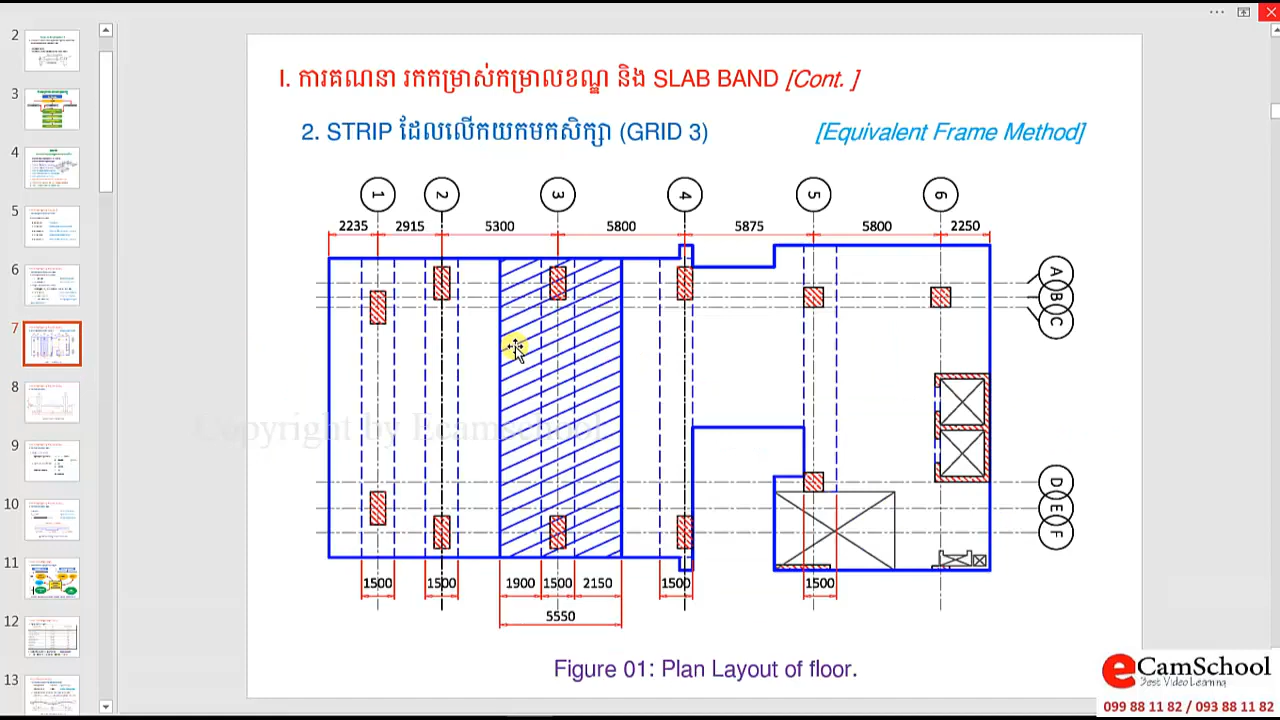 I. ការគណនា រកកម្រាស់កម្រាលខណ្ឌ និង SLAB BAND [Cont. ]
2. STRIP ដែលលើកយកមកសិក្សា (GRID 3)
[Equivalent Frame Method]
1 2 3 4 5 6
2235 2915 5300 5800 5875 5800 2250
A
B
C
D
E
F
1500 1500 1900 1500 2150 1500 1500
5550
Figure 01: Plan Layout of floor.
Copyright by Ecamschool
eCamSchool
Best Video Learning
099 88 11 82 / 093 88 11 82
2
3
4
5
6
7
8
9
10
11
12
13